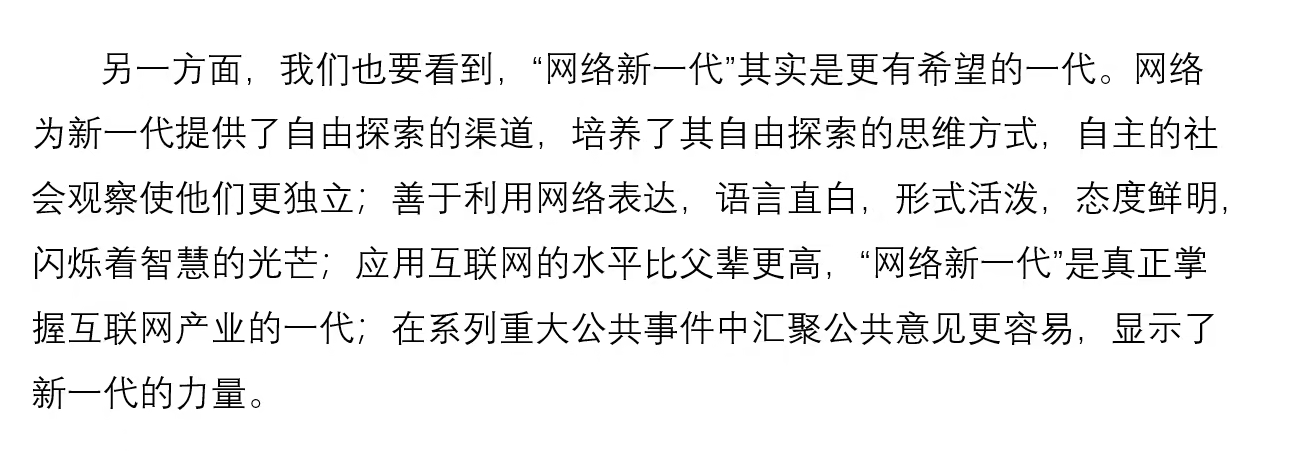 另一方面，我们也要看到，“网络新一代”其实是更有希望的一代。网络
为新一代提供了自由探索的渠道，培养了其自由探索的思维方式，自主的社
会观察使他们更独立；善于利用网络表达，语言直白，形式活泼，态度鲜明，
闪烁着智慧的光芒；应用互联网的水平比父辈更高，“网络新一代”是真正掌
握互联网产业的一代；在系列重大公共事件中汇聚公共意见更容易，显示了
新一代的力量。